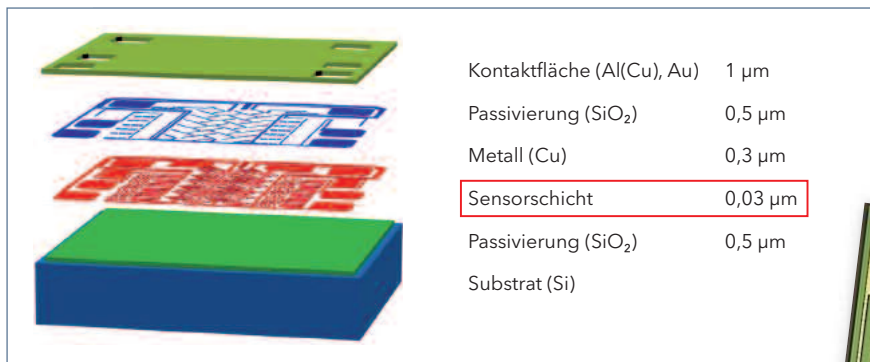 Kontaktfläche (Al(Cu), Au) 1 µm
Passivierung (SiO₂) 0,5 µm
Metall (Cu) 0,3 µm
Sensorschicht 0,03 µm
Passivierung (SiO₂) 0,5 µm
Substrat (Si)